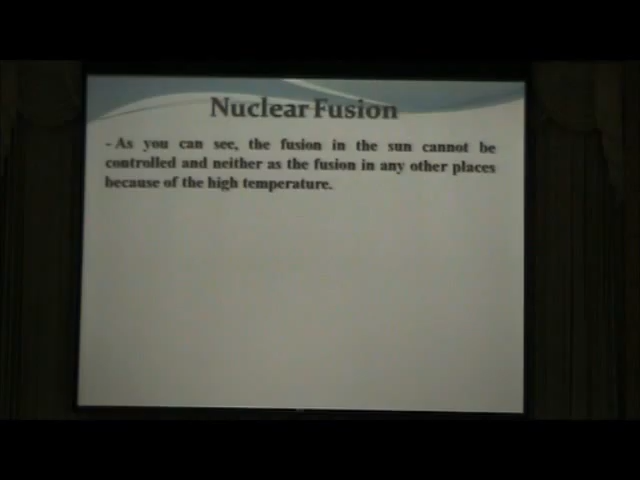 Nuclear Fusion
- As you can see, the fusion in the sun cannot be
controlled and neither as the fusion in any other places
because of the high temperature.